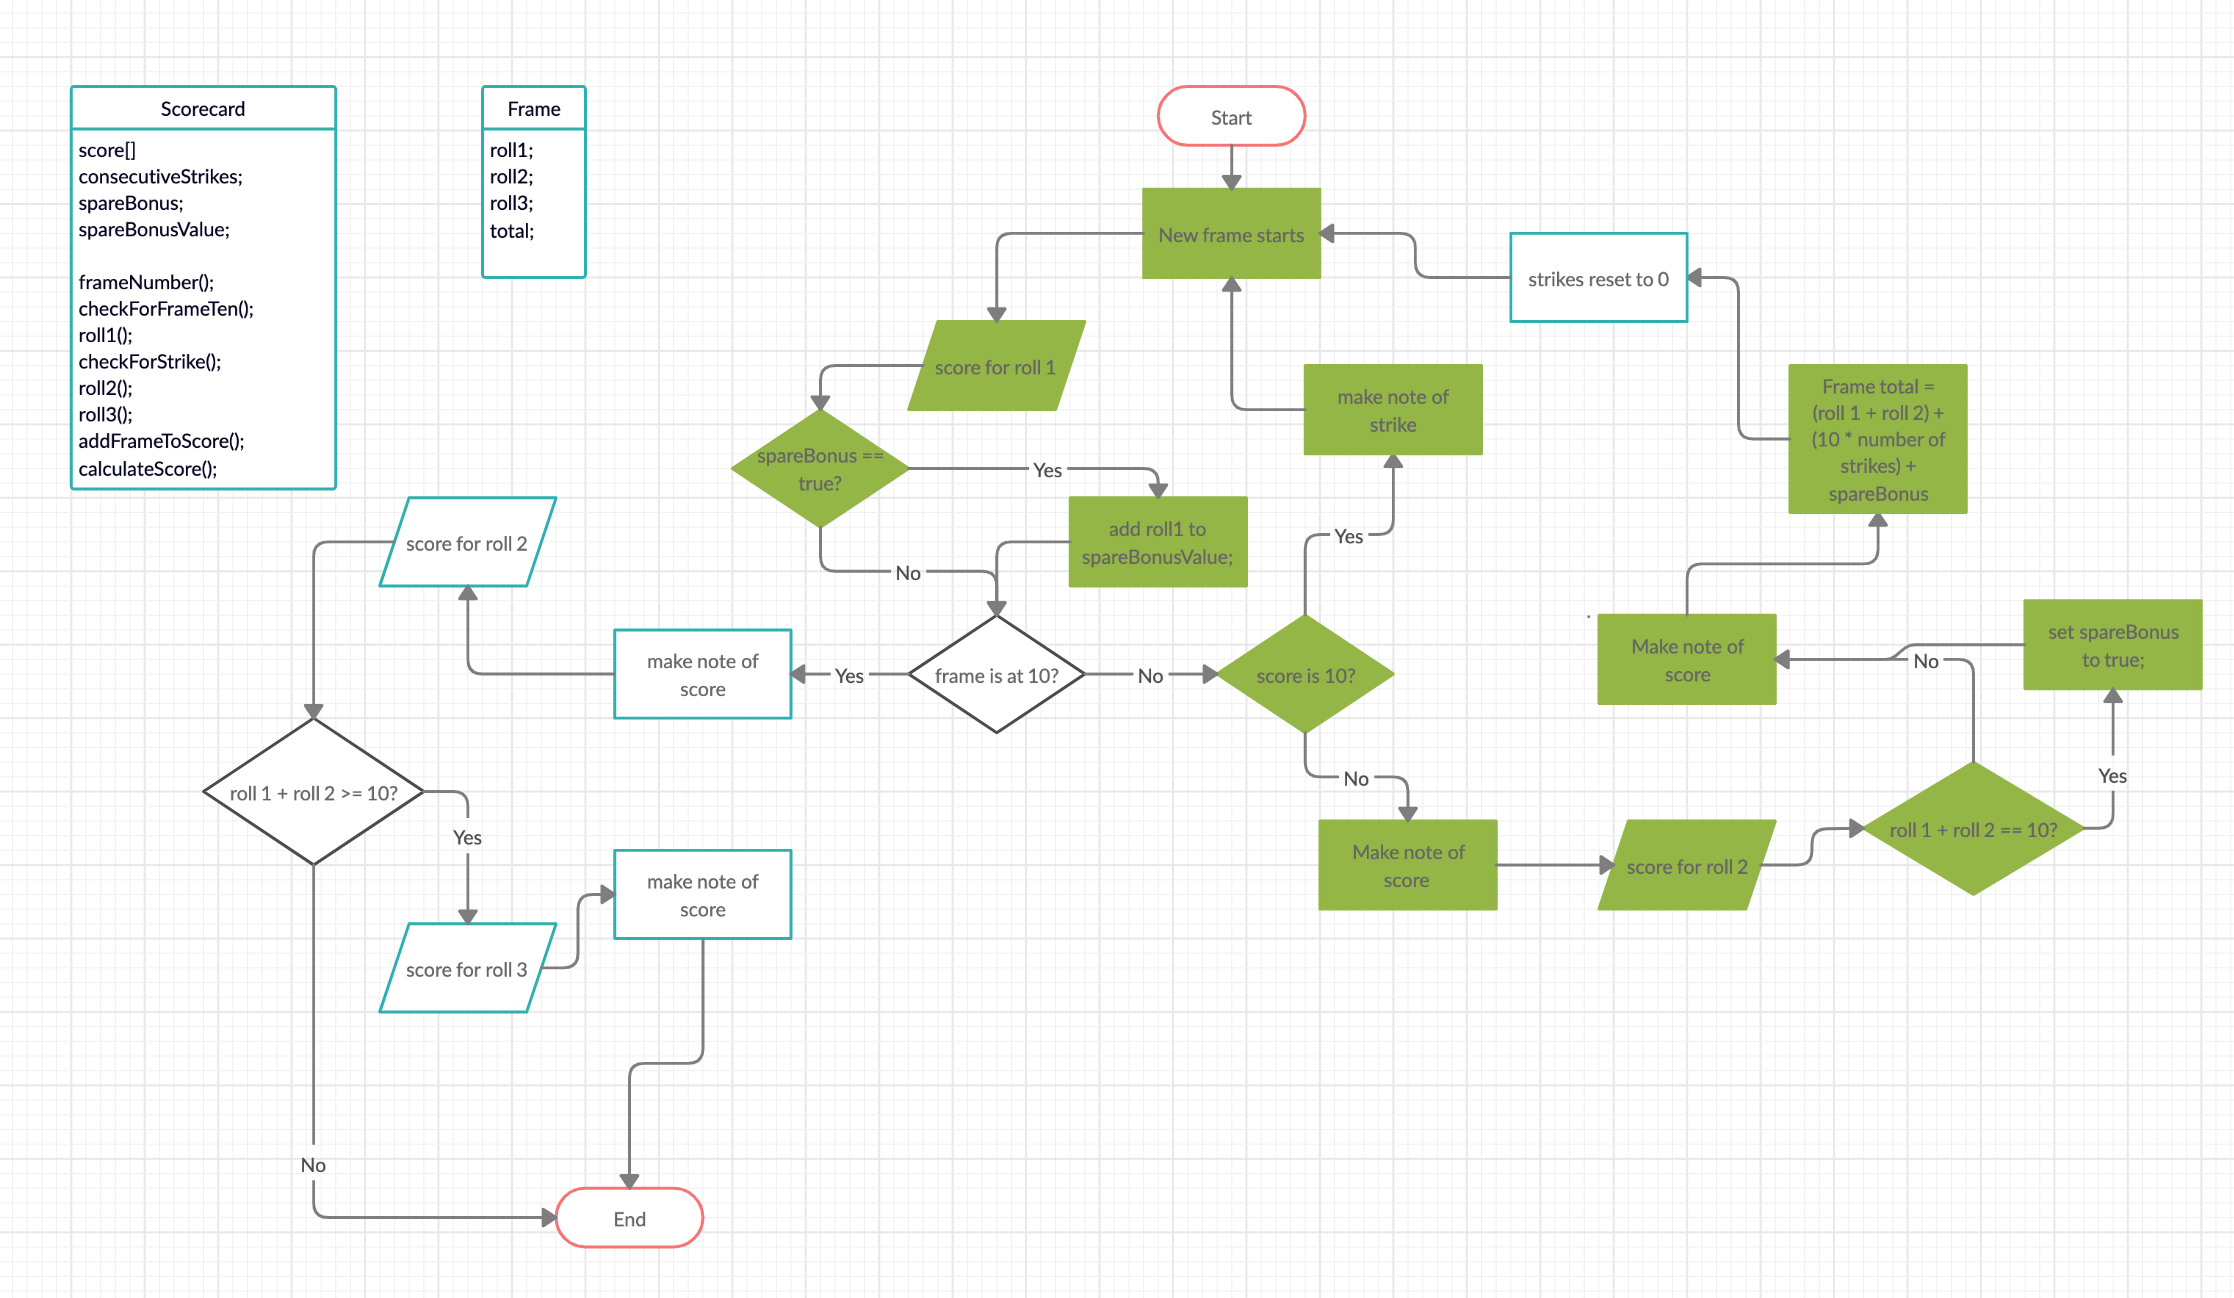 Scorecard
score[]
consecutiveStrikes;
spareBonus;
spareBonusValue;
frameNumber();
checkForFrameTen();
roll1();
checkForStrike();
roll2();
roll3();
addFrameToScore();
calculateScore();
Frame
roll1;
roll2;
roll3;
total;
Start
New frame starts
strikes reset to 0
score for roll 1
make note of
strike
Frame total =
(roll 1 + roll 2) +
(10 * number of
strikes) +
spareBonus
spareBonus ==
true?
Yes
add roll1 to
spareBonusValue;
No
Yes
score for roll 2
make note of
score
Yes
frame is at 10?
No
score is 10?
Make note of
score
No
set spareBonus
to true;
roll 1 + roll 2 >= 10?
Yes
No
Make note of
score
score for roll 2
roll 1 + roll 2 == 10?
Yes
make note of
score
score for roll 3
No
End